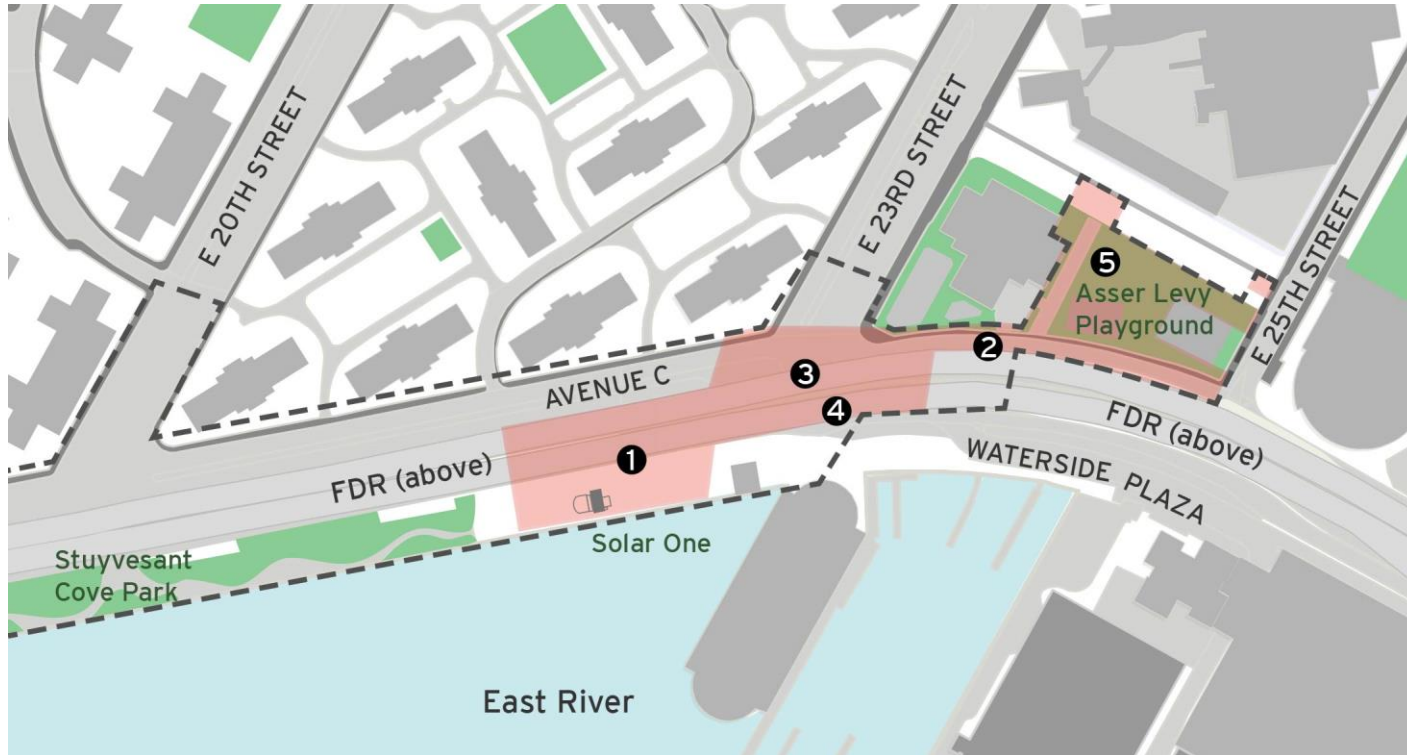 E 20TH STREET
E 23RD STREET
E 25TH STREET
5
Asser Levy
Playground
2
3
AVENUE C
4
FDR (above)
1
FDR (above)
WATERSIDE PLAZA
Solar One
Stuyvesant
Cove Park
East River